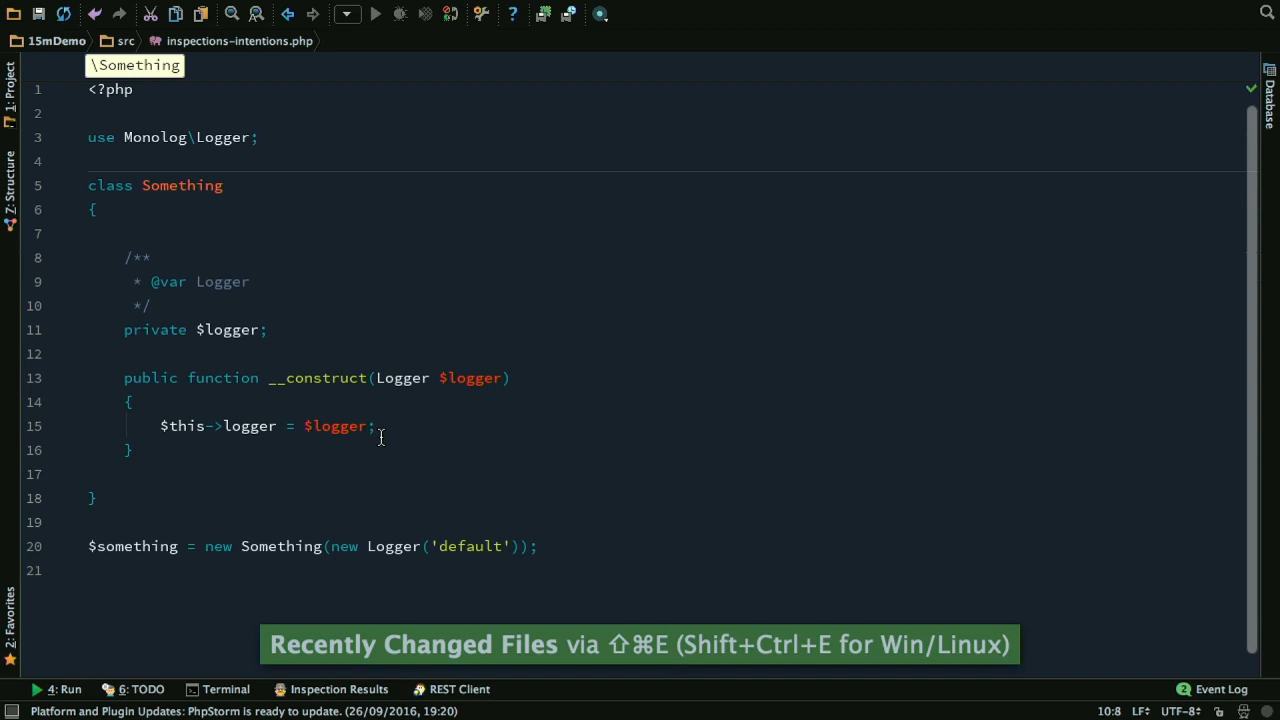 15mDemo src inspections-intentions.php
\Something
1: Project
Z: Structure
2: Favorites
Database
1 <?php
2
3 use Monolog\Logger;
4
5 class Something
6 {
7
8 /**
9 * @var Logger
10 */
11 private $logger;
12
13 public function __construct(Logger $logger)
14 {
15 $this->logger = $logger;
16 }
17
18 }
19
20 $something = new Something(new Logger('default'));
21
Recently Changed Files via ⇧⌘E (Shift+Ctrl+E for Win/Linux)
4: Run 6: TODO Terminal Inspection Results REST Client 2 Event Log
Platform and Plugin Updates: PhpStorm is ready to update. (26/09/2016, 19:20) 10:8 LF÷ UTF-8÷